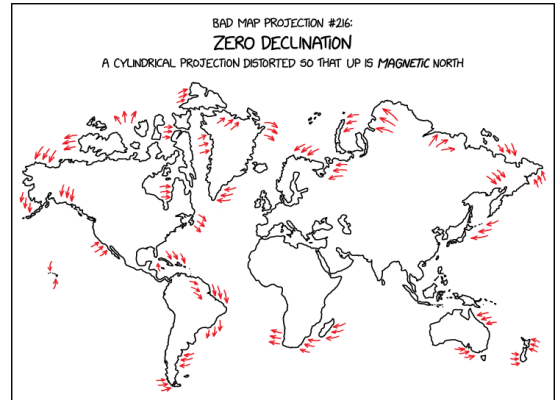 BAD MAP PROJECTION #216:
ZERO DECLINATION
A CYLINDRICAL PROJECTION DISTORTED SO THAT UP IS MAGNETIC NORTH